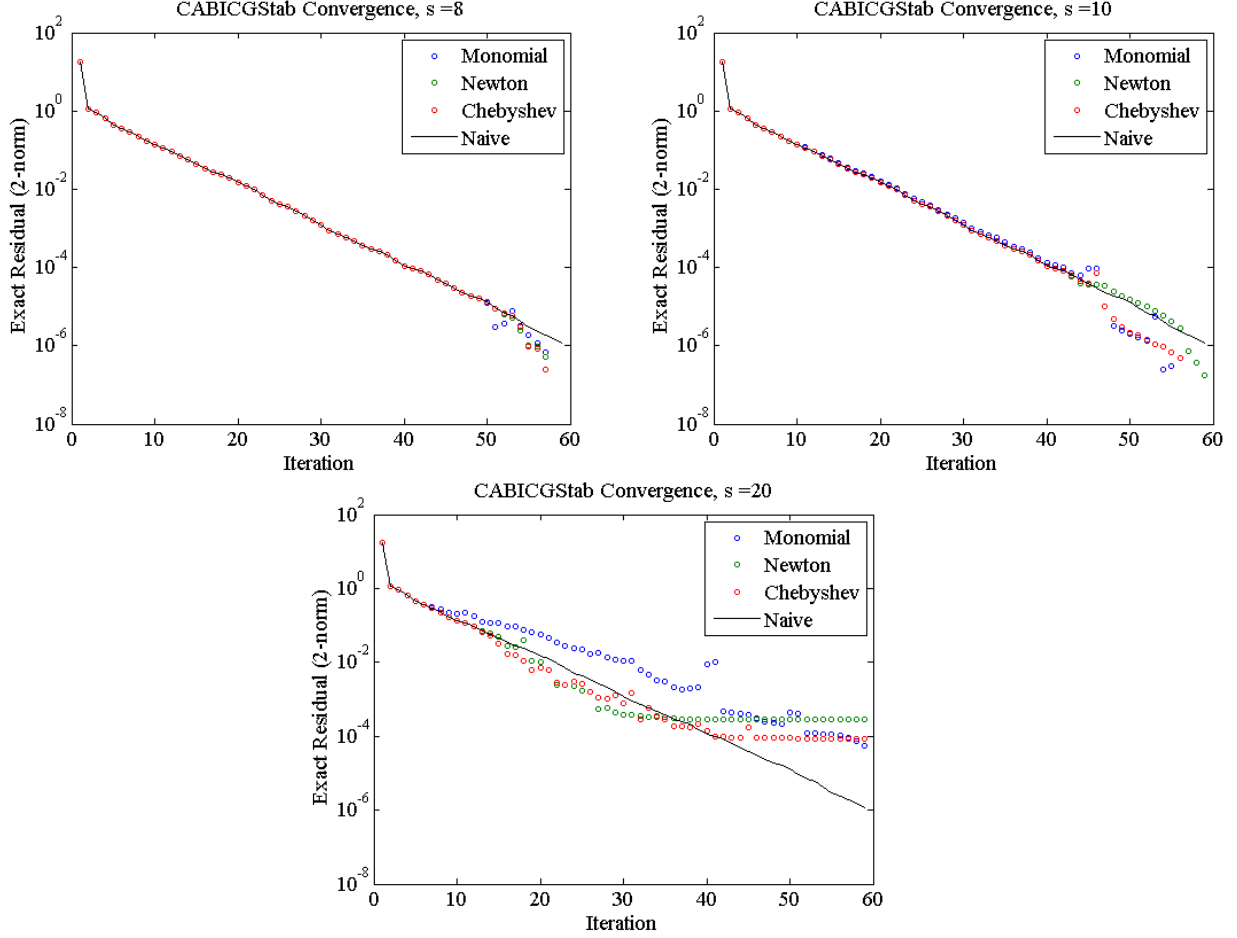 CABICGStab Convergence, s =8
10^2
10^0
10^-2
10^-4
10^-6
10^-8
Exact Residual (2-norm)
0 10 20 30 40 50 60
Iteration
Monomial
Newton
Chebyshev
Naive
CABICGStab Convergence, s =10
10^2
10^0
10^-2
10^-4
10^-6
10^-8
Exact Residual (2-norm)
0 10 20 30 40 50 60
Iteration
Monomial
Newton
Chebyshev
Naive
CABICGStab Convergence, s =20
10^2
10^0
10^-2
10^-4
10^-6
10^-8
Exact Residual (2-norm)
0 10 20 30 40 50 60
Iteration
Monomial
Newton
Chebyshev
Naive